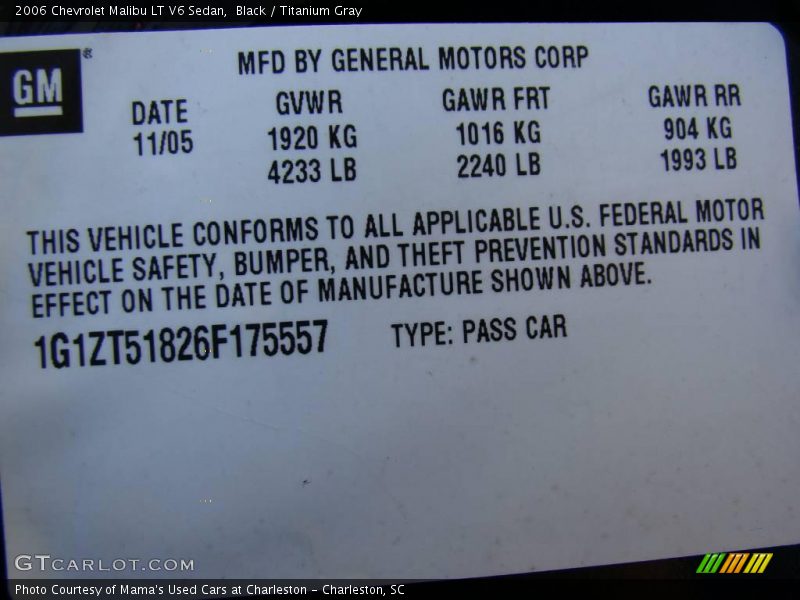 2006 Chevrolet Malibu LT V6 Sedan,  Black / Titanium Gray
GM®
MFD BY GENERAL MOTORS CORP
DATE GVWR GAWR FRT GAWR RR
11/05 1920 KG 1016 KG 904 KG
4233 LB 2240 LB 1993 LB
THIS VEHICLE CONFORMS TO ALL APPLICABLE U.S. FEDERAL MOTOR
VEHICLE SAFETY, BUMPER, AND THEFT PREVENTION STANDARDS IN
EFFECT ON THE DATE OF MANUFACTURE SHOWN ABOVE.
1G1ZT51826F175557 TYPE: PASS CAR
GTCARLOT.COM
Photo Courtesy of Mama's Used Cars at Charleston - Charleston, SC